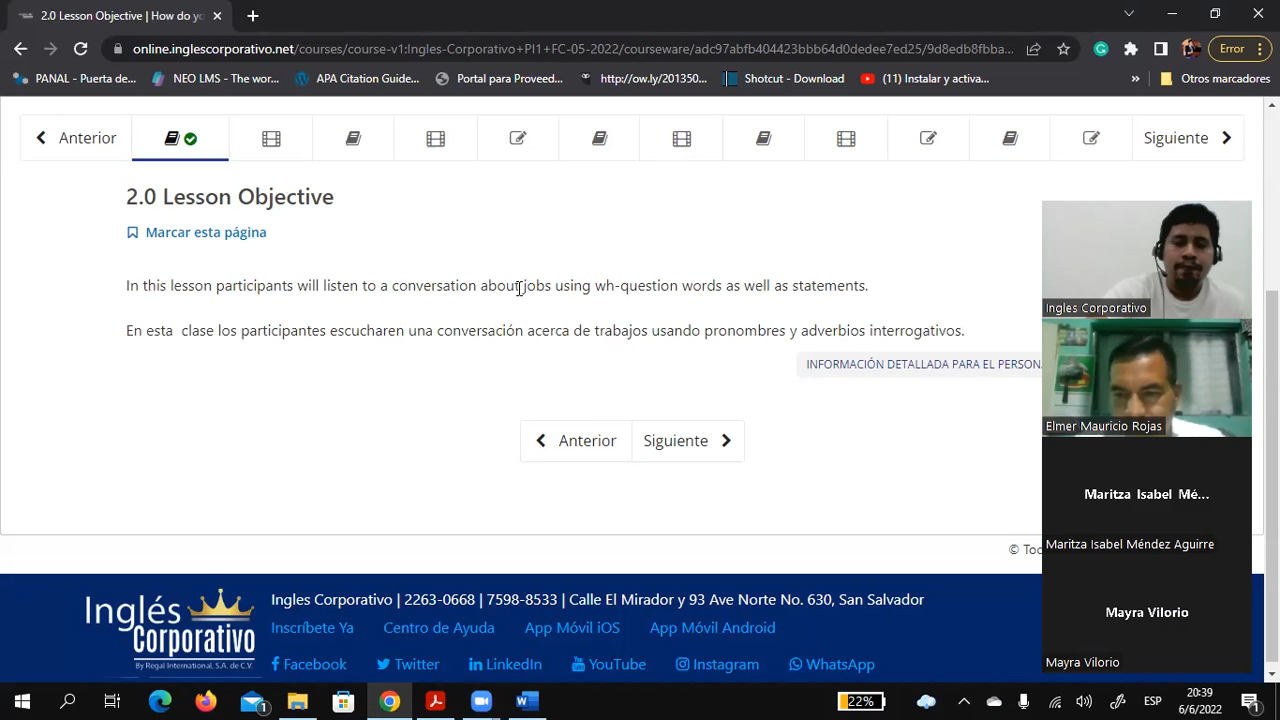 2.0 Lesson Objective | How do yo
online.inglescorporativo.net/courses/course-v1:Ingles-Corporativo+PI1+FC-05-2022/courseware/adc97abfb404423bbb64d0dedee7ed25/9d8edb8fbba...
Error
PANAL - Puerta de...
NEO LMS - The wor...
APA Citation Guide...
Portal para Proveed...
http://ow.ly/201350...
Shotcut - Download
(11) Instalar y activa...
»
Otros marcadores
Anterior
Siguiente
2.0 Lesson Objective
Marcar esta página
In this lesson participants will listen to a conversation about jobs using wh-question words as well as statements.
En esta clase los participantes escucharen una conversación acerca de trabajos usando pronombres y adverbios interrogativos.
INFORMACIÓN DETALLADA PARA EL PERSONA
Anterior
Siguiente
© Too
Ingles Corporativo
Elmer Mauricio Rojas
Maritza Isabel Mé...
Maritza Isabel Méndez Aguirre
Mayra Vilorio
Mayra Vilorio
Inglés
Corporativo
By Regal International, S.A. de C.V.
Ingles Corporativo | 2263-0668 | 7598-8533 | Calle El Mirador y 93 Ave Norte No. 630, San Salvador
Inscríbete Ya
Centro de Ayuda
App Móvil iOS
App Móvil Android
Facebook
Twitter
LinkedIn
YouTube
Instagram
WhatsApp
1
22%
ESP
20:39
6/6/2022
1